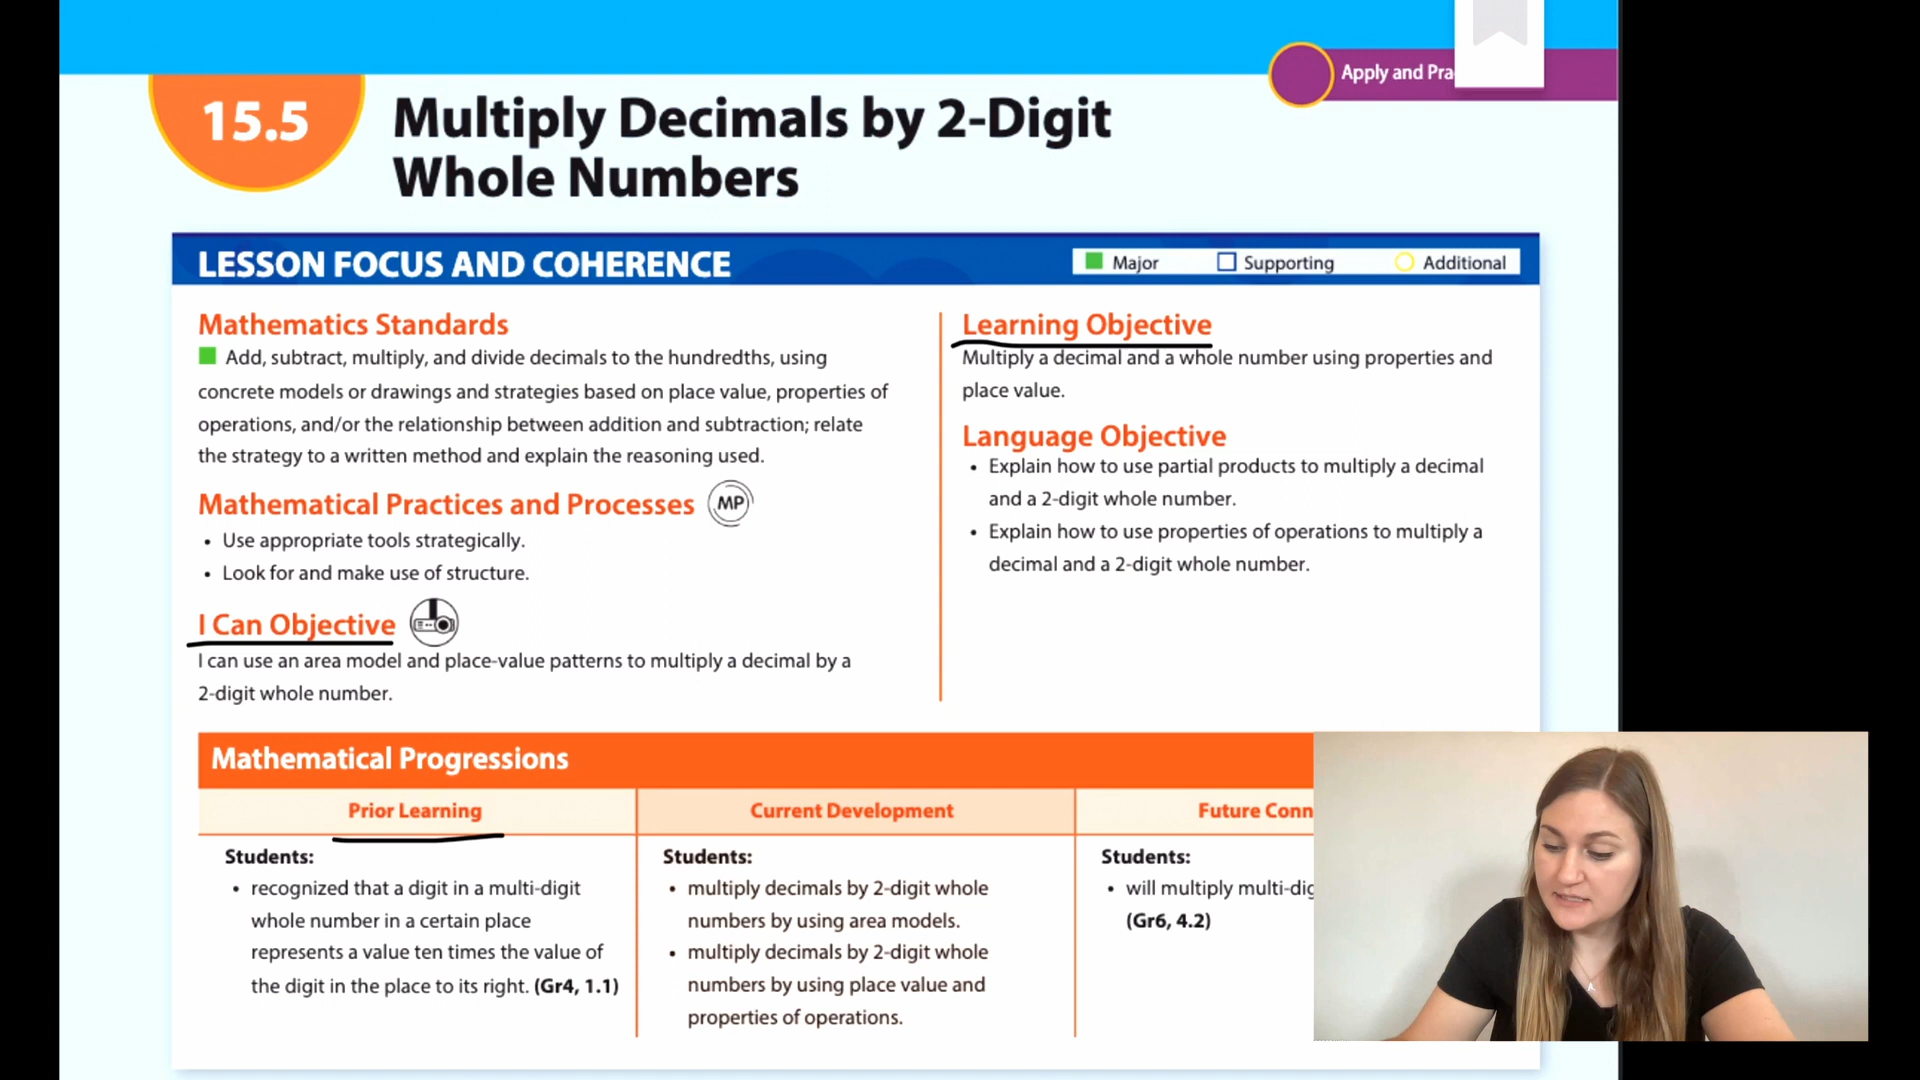 Apply and Pra
15.5
Multiply Decimals by 2-Digit
Whole Numbers
LESSON FOCUS AND COHERENCE
Major Supporting Additional
Mathematics Standards
Add, subtract, multiply, and divide decimals to the hundredths, using
concrete models or drawings and strategies based on place value, properties of
operations, and/or the relationship between addition and subtraction; relate
the strategy to a written method and explain the reasoning used.
Mathematical Practices and Processes MP
• Use appropriate tools strategically.
• Look for and make use of structure.
I Can Objective
I can use an area model and place-value patterns to multiply a decimal by a
2-digit whole number.
Learning Objective
Multiply a decimal and a whole number using properties and
place value.
Language Objective
• Explain how to use partial products to multiply a decimal
and a 2-digit whole number.
• Explain how to use properties of operations to multiply a
decimal and a 2-digit whole number.
Mathematical Progressions
Prior Learning
Students:
• recognized that a digit in a multi-digit
whole number in a certain place
represents a value ten times the value of
the digit in the place to its right. (Gr4, 1.1)
Current Development
Students:
• multiply decimals by 2-digit whole
numbers by using area models.
• multiply decimals by 2-digit whole
numbers by using place value and
properties of operations.
Future Conn
Students:
• will multiply multi-dig
(Gr6, 4.2)